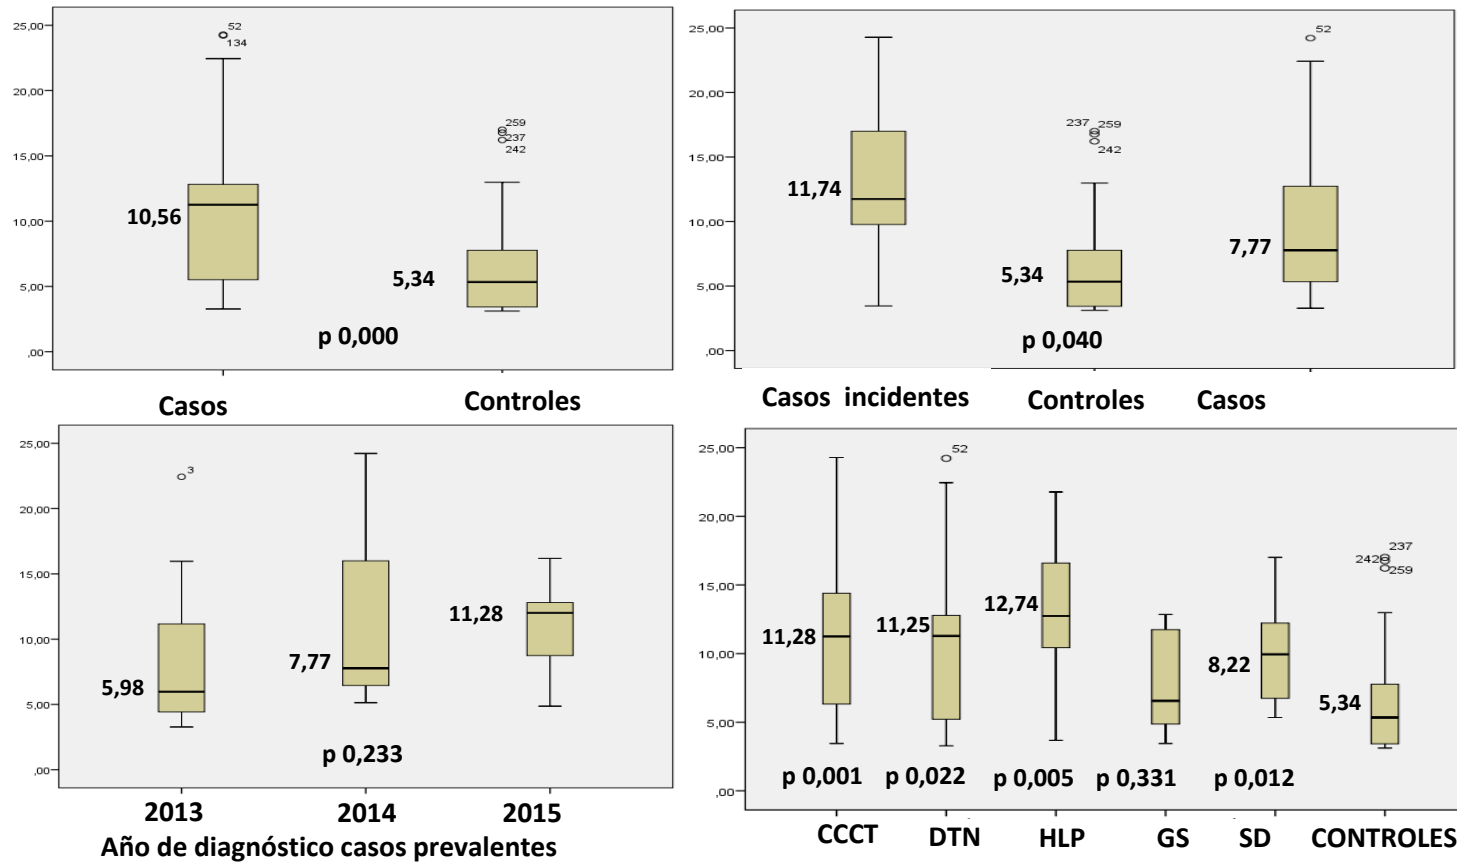 25,00
20,00
15,00
10,00
5,00
,00
52
134
10,56
259
237
242
5,34
p 0,000
Casos
Controles
25,00
20,00
15,00
10,00
5,00
,00
11,74
237
259
242
5,34
52
7,77
p 0,040
Casos incidentes
Controles
Casos
25,00
20,00
15,00
10,00
5,00
,00
3
5,98
7,77
11,28
p 0,233
2013
2014
2015
Año de diagnóstico casos prevalentes
25,00
20,00
15,00
10,00
5,00
,00
52
11,28
11,25
12,74
8,22
237
242
259
5,34
p 0,001
p 0,022
p 0,005
p 0,331
p 0,012
CCCT
DTN
HLP
GS
SD
CONTROLES